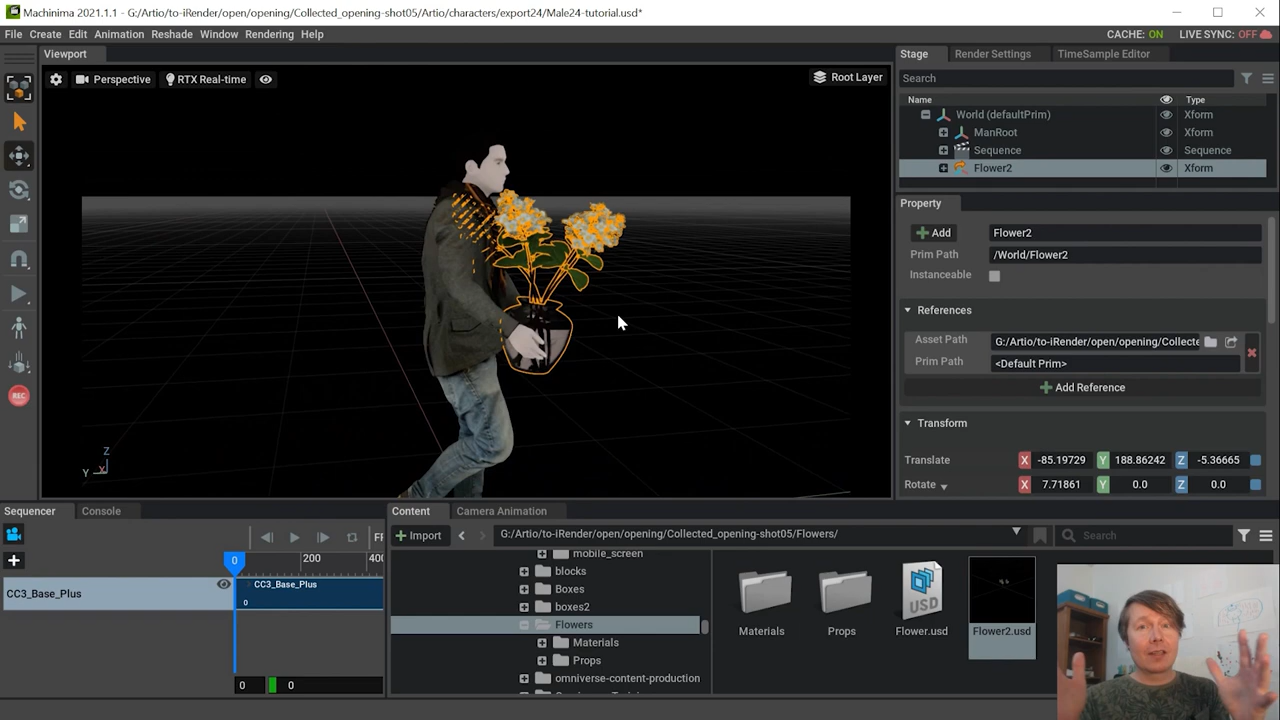 Machinima 2021.1.1 - G:/Artio/to-iRender/open/opening/Collected_opening-shot05/Artio/characters/export24/Male24-tutorial.usd*
File Create Edit Animation Reshade Window Rendering Help
CACHE: ON LIVE SYNC: OFF
Viewport
Perspective RTX Real-time
Root Layer
Stage Render Settings TimeSample Editor
Search
Name Type
World (defaultPrim) Xform
ManRoot Xform
Sequence Sequence
Flower2 Xform
Property
Add Flower2
Prim Path /World/Flower2
Instanceable
References
Asset Path G:/Artio/to-iRender/open/opening/Collecte
Prim Path <Default Prim>
Add Reference
Transform
Translate X -85.19729 Y 188.86242 Z -5.36665
Rotate X 7.71861 Y 0.0 Z 0.0
Z
Y X
REC
Sequencer Console
0 200 400
CC3_Base_Plus
CC3_Base_Plus
0
0 0
Content Camera Animation
Import G:/Artio/to-iRender/open/opening/Collected_opening-shot05/Flowers/ Search
mobile_screen
blocks
Boxes
boxes2
Flowers
Materials
Props
omniverse-content-production
USD
Materials Props Flower.usd Flower2.usd